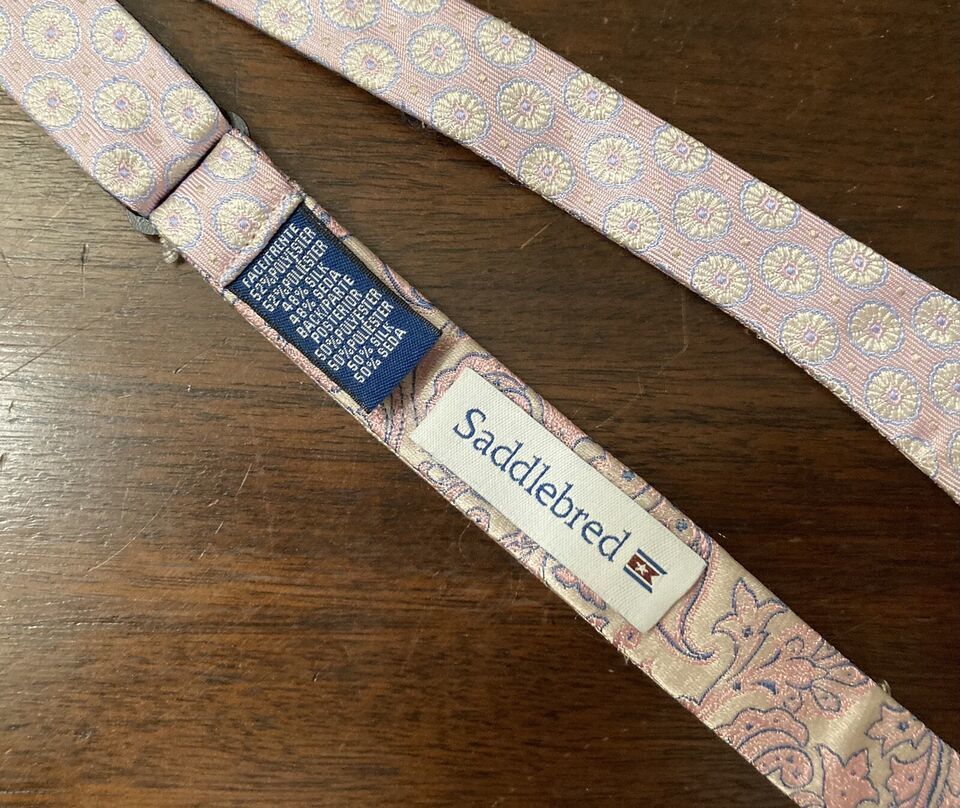 FACE/FRENTE
52% POLYESTER
52% POLIESTER
48% SILK
48% SEDA
BACK/PARTE
POSTERIUR
50% POLYESTER
50% POLIESTER
50% SILK
50% SEDA
Saddlebred